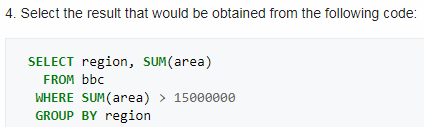 4. Select the result that would be obtained from the following code:
SELECT region, SUM(area)
FROM bbc
WHERE SUM(area) > 15000000
GROUP BY region